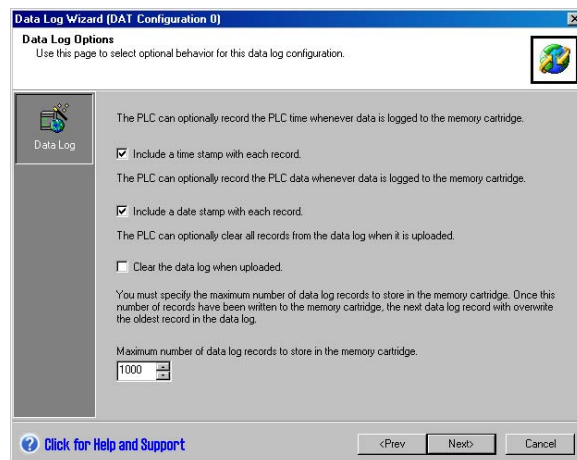 Data Log Wizard (DAT Configuration 0)
Data Log Options
Use this page to select optional behavior for this data log configuration.
Data Log
The PLC can optionally record the PLC time whenever data is logged to the memory cartridge.
Include a time stamp with each record.
The PLC can optionally record the PLC data whenever data is logged to the memory cartridge.
Include a date stamp with each record.
The PLC can optionally clear all records from the data log when it is uploaded.
Clear the data log when uploaded.
You must specify the maximum number of data log records to store in the memory cartridge. Once this
number of records have been written to the memory cartridge, the next data log record with overwrite
the oldest record in the data log.
Maximum number of data log records to store in the memory cartridge.
1000
Click for Help and Support
<Prev
Next>
Cancel